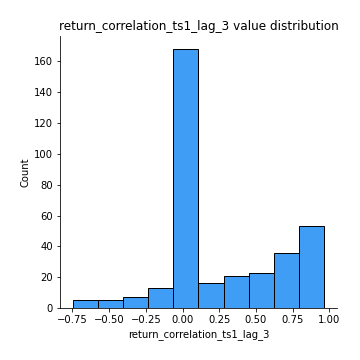 return_correlation_ts1_lag_3 value distribution
160
140
120
100
80
60
40
20
0
Count
−0.75 −0.50 −0.25 0.00 0.25 0.50 0.75 1.00
return_correlation_ts1_lag_3